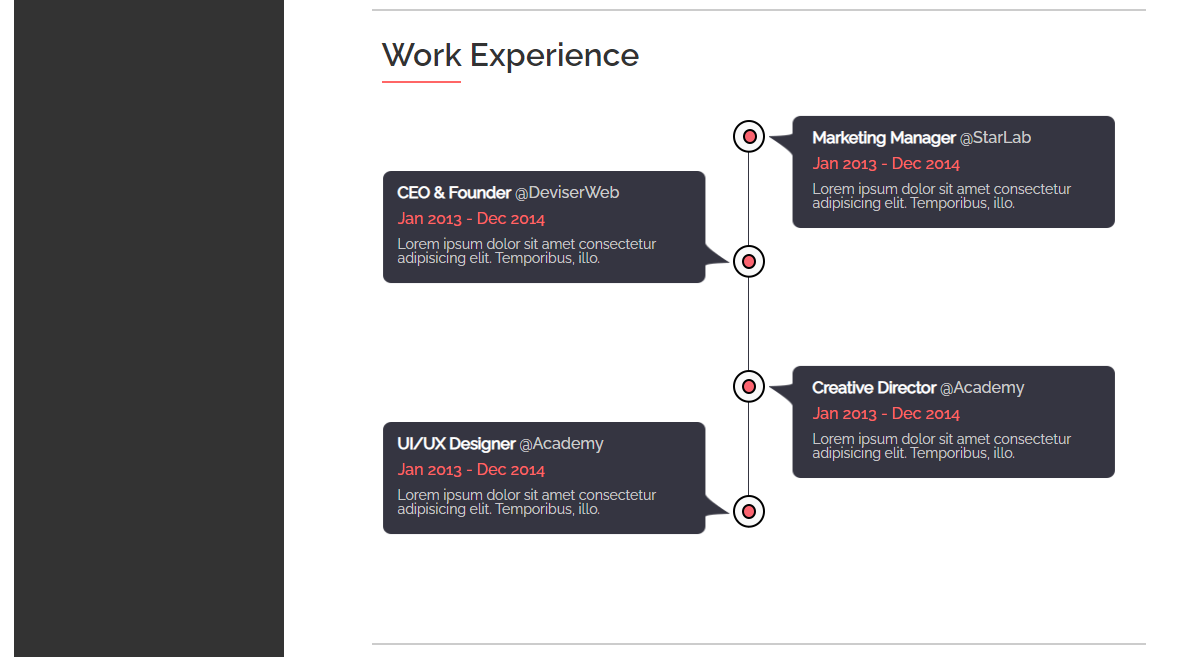 Work Experience
Marketing Manager @StarLab
Jan 2013 - Dec 2014
Lorem ipsum dolor sit amet consectetur
adipisicing elit. Temporibus, illo.
CEO & Founder @DeviserWeb
Jan 2013 - Dec 2014
Lorem ipsum dolor sit amet consectetur
adipisicing elit. Temporibus, illo.
Creative Director @Academy
Jan 2013 - Dec 2014
Lorem ipsum dolor sit amet consectetur
adipisicing elit. Temporibus, illo.
UI/UX Designer @Academy
Jan 2013 - Dec 2014
Lorem ipsum dolor sit amet consectetur
adipisicing elit. Temporibus, illo.